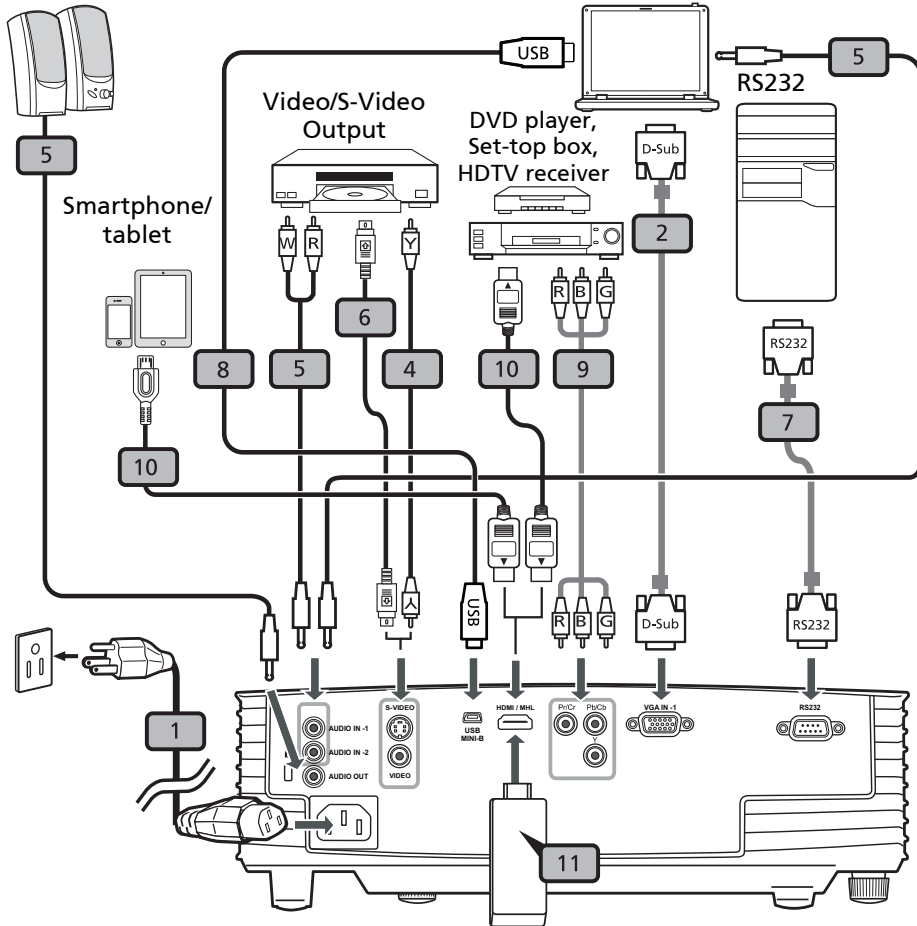 USB
5
RS232
Video/S-Video
Output
DVD player,
Set-top box,
HDTV receiver
D-Sub
5
2
Smartphone/
tablet
W R
Y
R B G
6
RS232
8
5
4
10
9
7
10
USB
R B G
D-Sub
RS232
Y
1
S-VIDEO
HDMI / MHL
Pr/Cr
Pb/Cb
VGA IN -1
RS232
AUDIO IN -1
USB
MINI-B
AUDIO IN -2
Y
AUDIO OUT
VIDEO
11